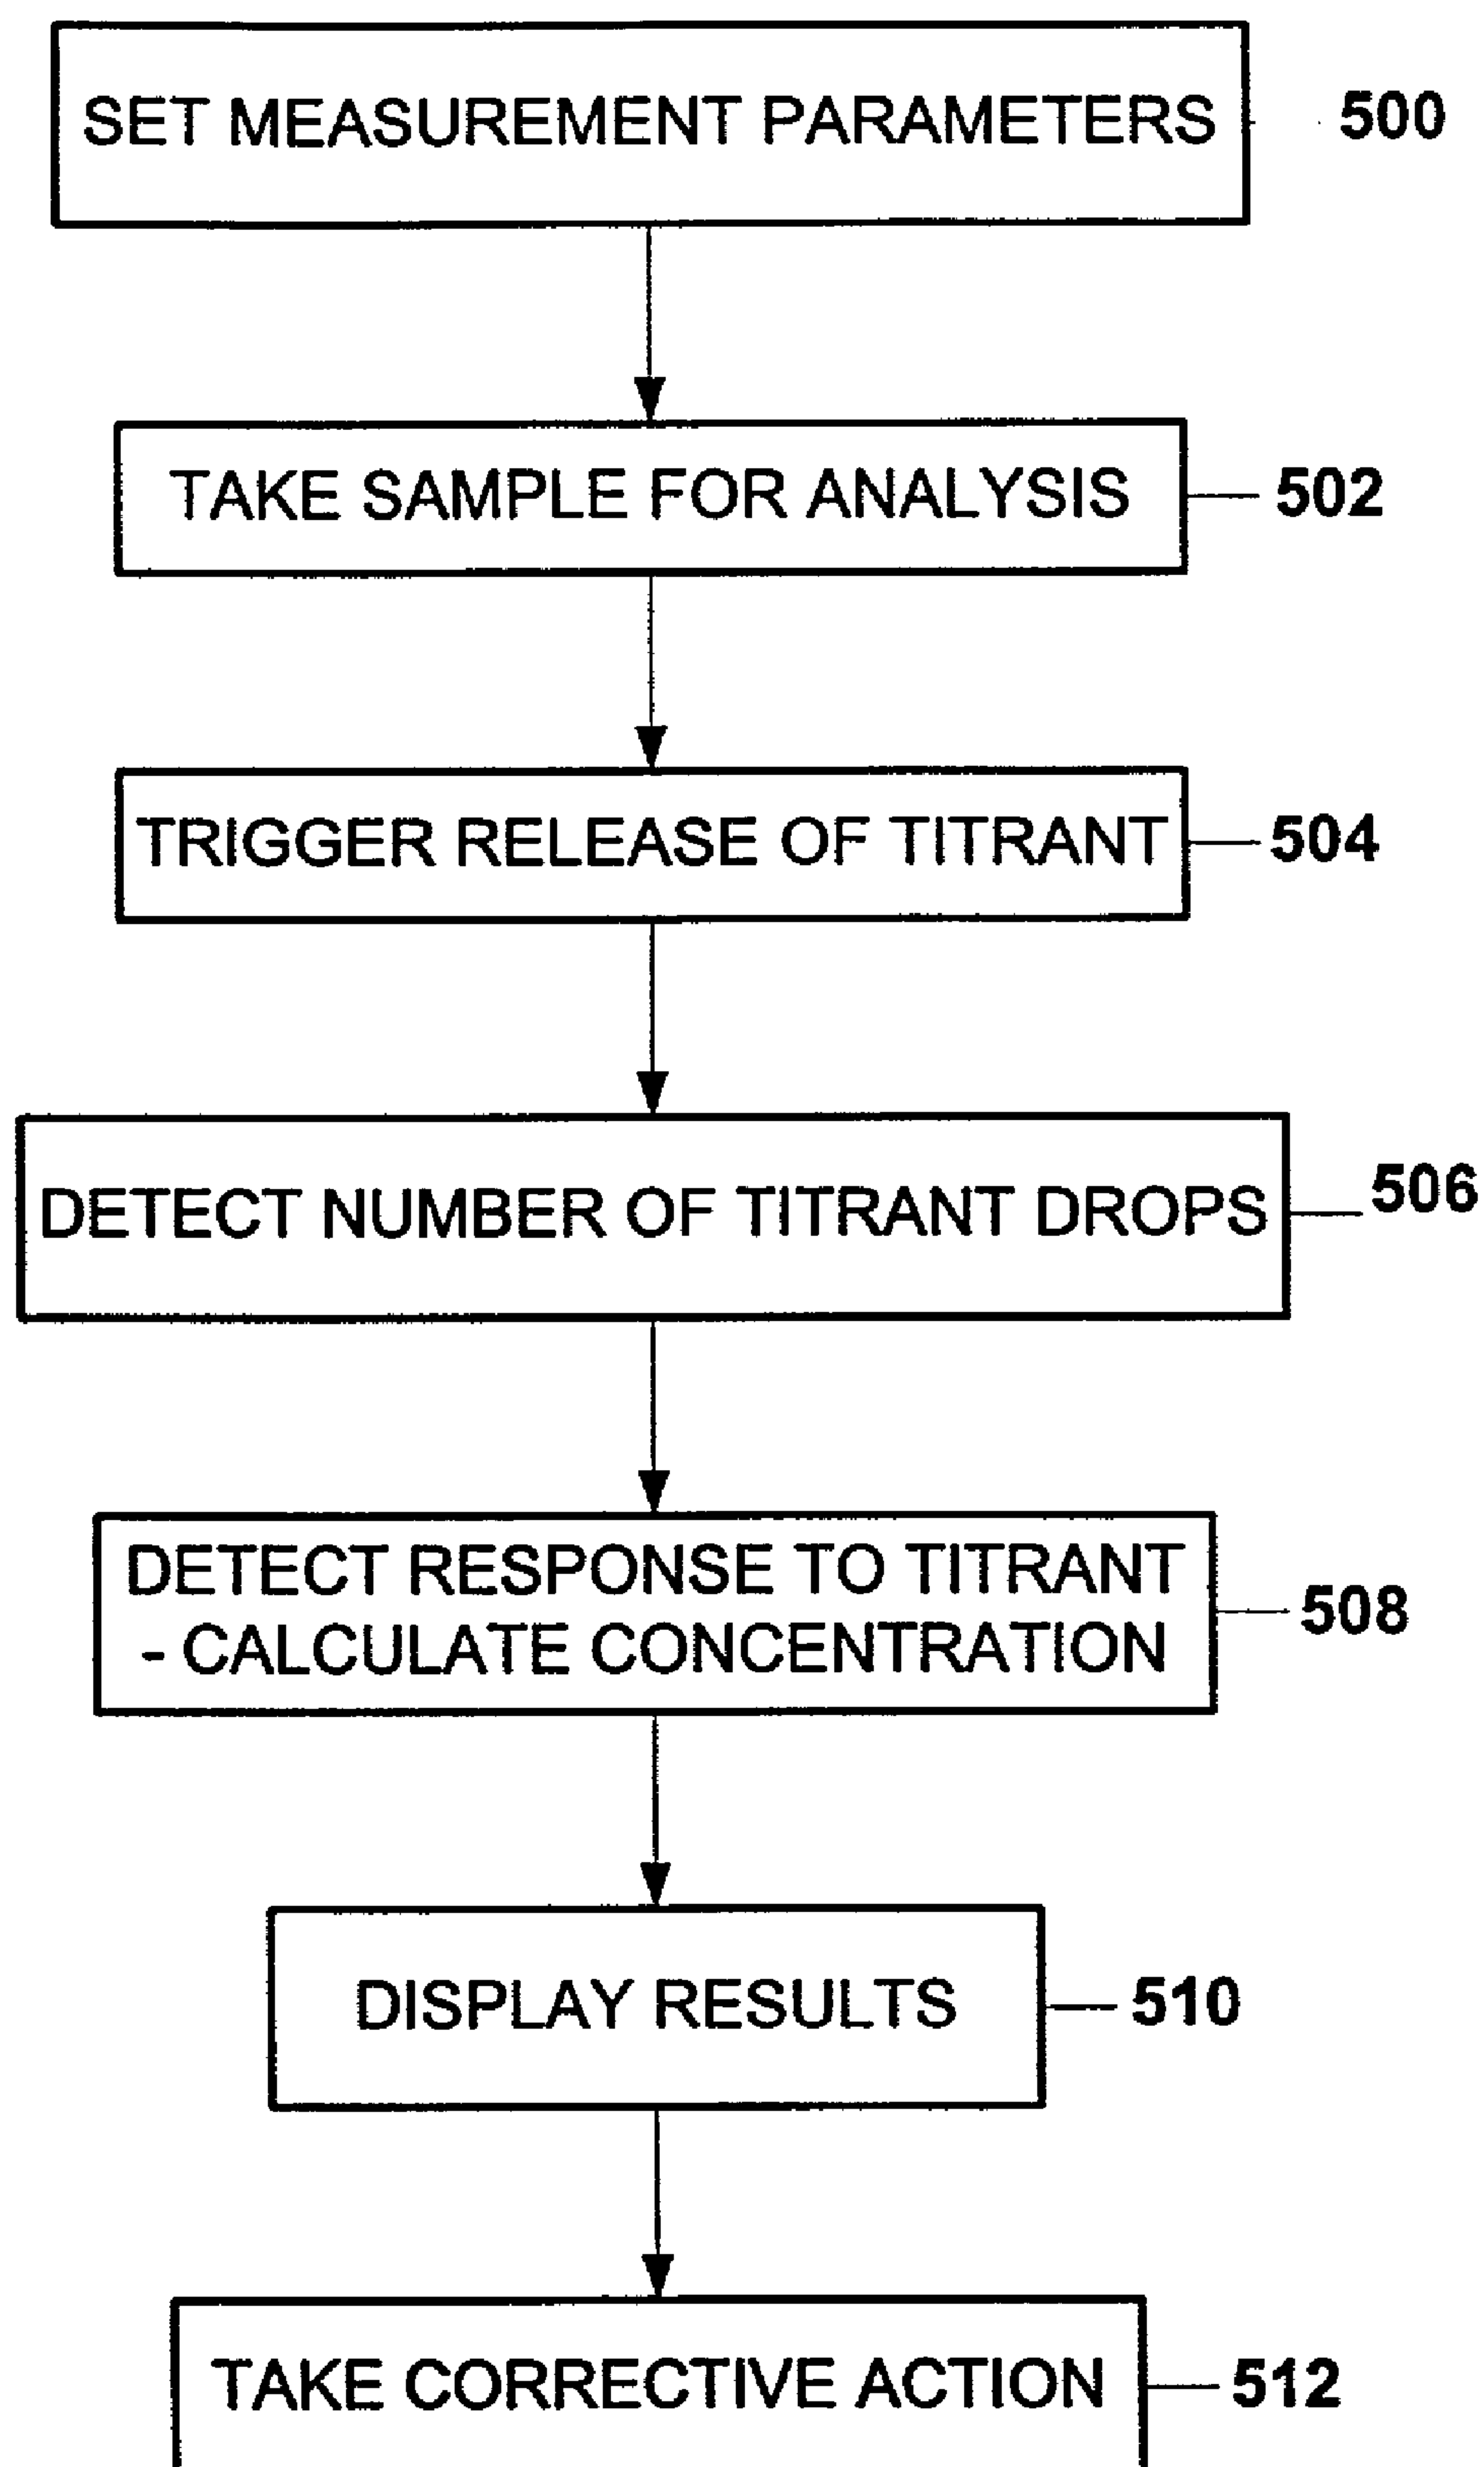 SET MEASUREMENT PARAMETERS 500
TAKE SAMPLE FOR ANALYSIS 502
TRIGGER RELEASE OF TITRANT 504
DETECT NUMBER OF TITRANT DROPS 506
DETECT RESPONSE TO TITRANT
- CALCULATE CONCENTRATION 508
DISPLAY RESULTS 510
TAKE CORRECTIVE ACTION 512